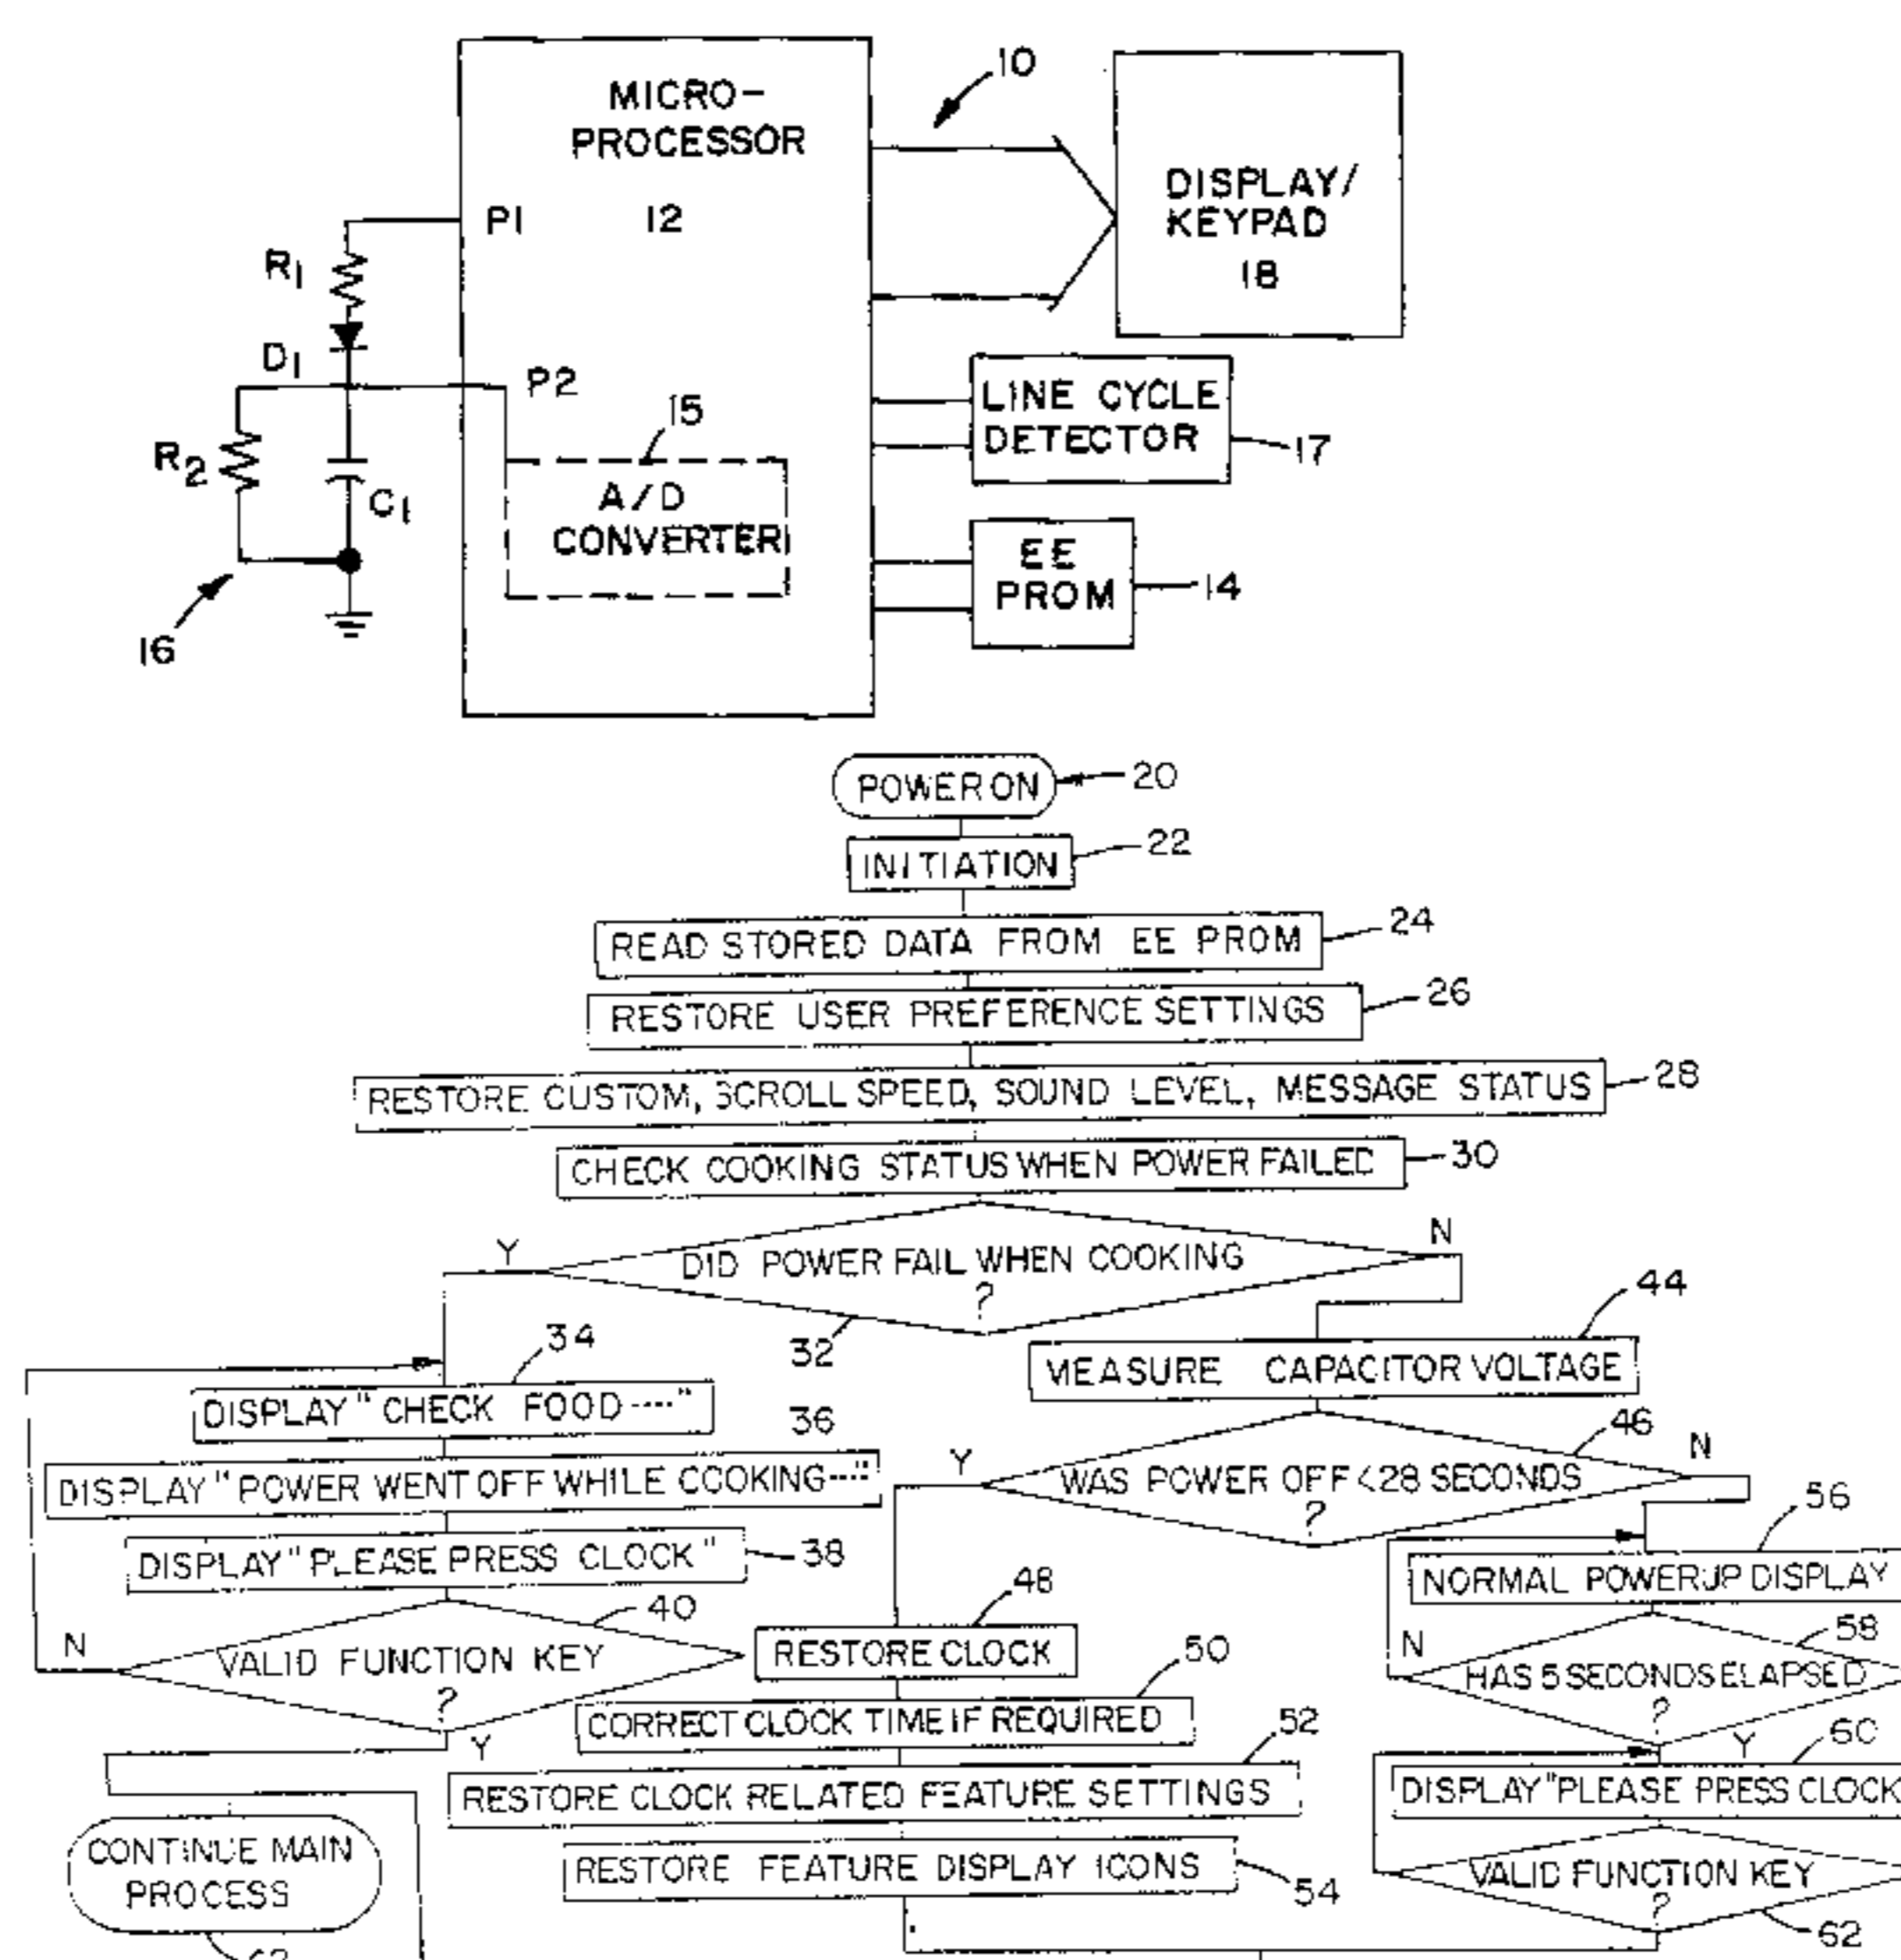 10
MICRO-
PROCESSOR
12
DISPLAY/
KEYPAD
18
P1
R1
D1
P2
R2
C1
15
A/D
CONVERTER
LINE CYCLE
DETECTOR
17
EE
PROM
14
16
POWER ON
20
INITIATION
22
READ STORED DATA FROM EE PROM
24
RESTORE USER PREFERENCE SETTINGS
26
RESTORE CUSTOM, SCROLL SPEED, SOUND LEVEL, MESSAGE STATUS
28
CHECK COOKING STATUS WHEN POWER FAILED
30
Y
DID POWER FAIL WHEN COOKING
?
N
32
34
DISPLAY "CHECK FOOD----"
36
DISPLAY "POWER WENT OFF WHILE COOKING----"
DISPLAY "PLEASE PRESS CLOCK"
38
40
N
VALID FUNCTION KEY
?
Y
CONTINUE MAIN
PROCESS
44
MEASURE CAPACITOR VOLTAGE
46
Y
WAS POWER OFF <28 SECONDS
?
N
48
RESTORE CLOCK
50
CORRECT CLOCK TIME IF REQUIRED
52
RESTORE CLOCK RELATED FEATURE SETTINGS
RESTORE FEATURE DISPLAY ICONS
54
56
NORMAL POWERUP DISPLAY
58
N
HAS 5 SECONDS ELAPSED
?
Y
60
DISPLAY "PLEASE PRESS CLOCK
VALID FUNCTION KEY
?
62